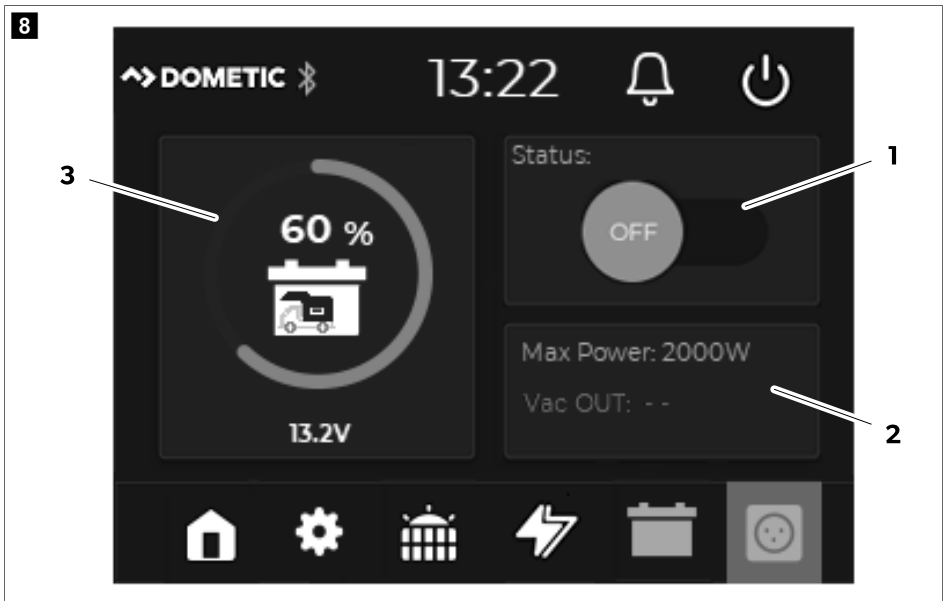 8
DOMETIC 13:22
Status:
1
OFF
3
60 %
13.2V
Max Power: 2000W
Vac OUT: - -
2